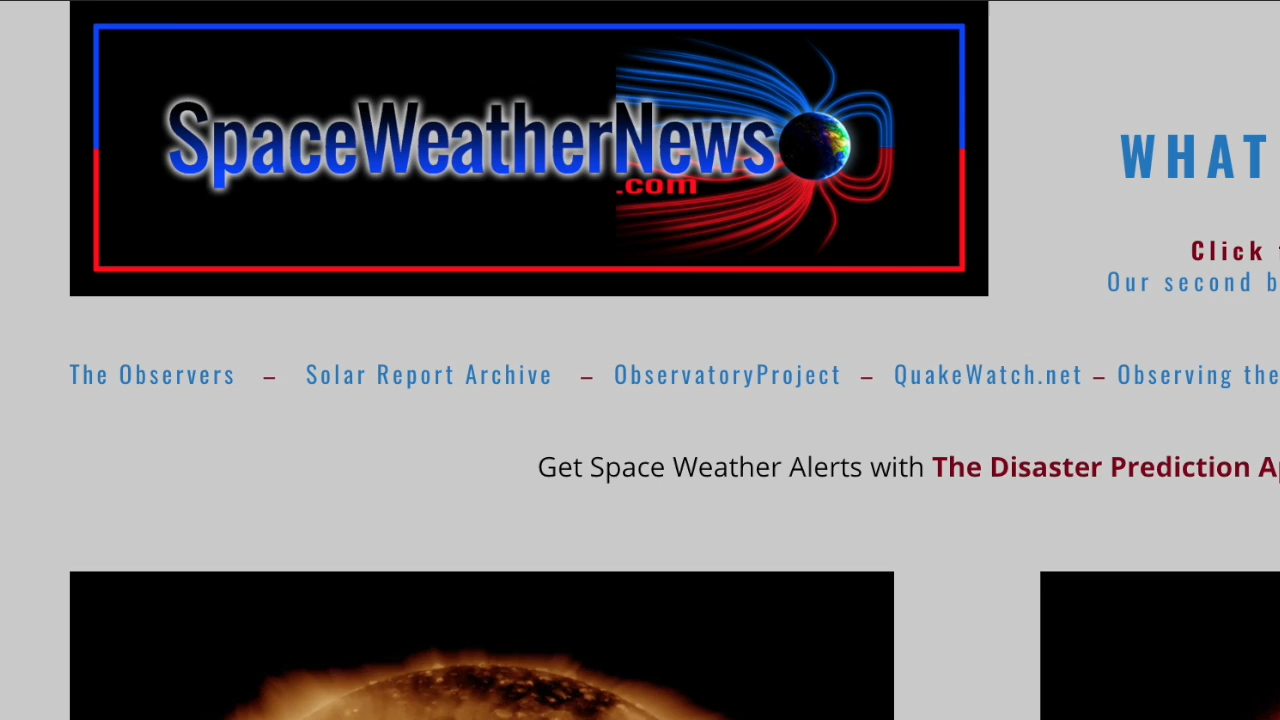 SpaceWeatherNews
.com
WHAT
Click
Our second
The Observers – Solar Report Archive – ObservatoryProject – QuakeWatch.net – Observing the
Get Space Weather Alerts with The Disaster Prediction